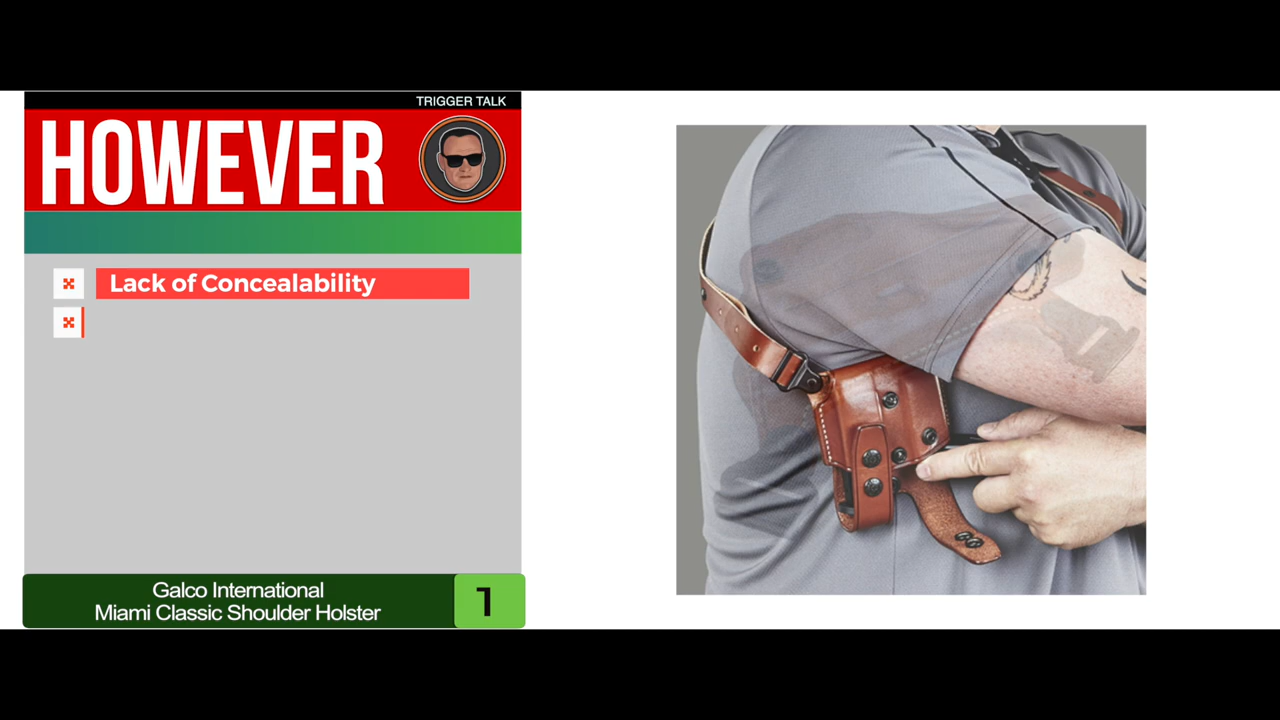 TRIGGER TALK
HOWEVER
Lack of Concealability
Galco International
Miami Classic Shoulder Holster
1